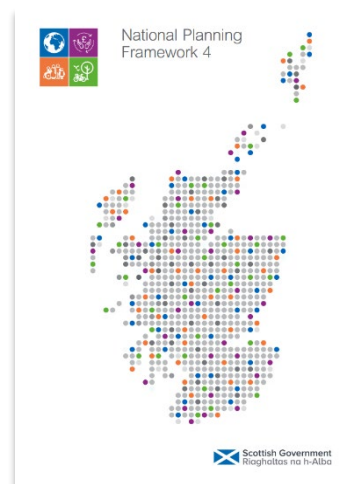 National Planning
Framework 4
Scottish Government
Riaghaltas na h-Alba